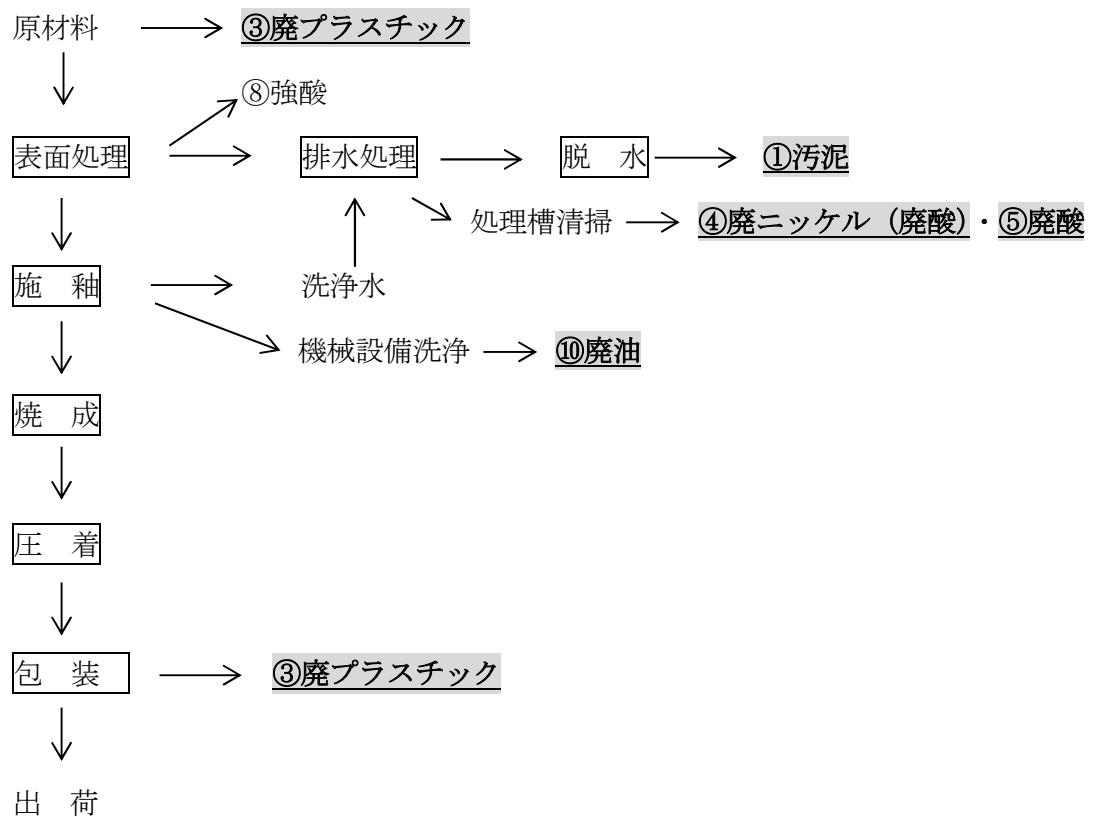 原材料 ③廃プラスチック
⑧強酸
表面処理 排水処理 脱　水 ①汚泥
処理槽清掃 ④廃ニッケル（廃酸）・⑤廃酸
施　釉 洗浄水
機械設備洗浄 ⑩廃油
焼　成
圧　着
包　装 ③廃プラスチック
出　荷